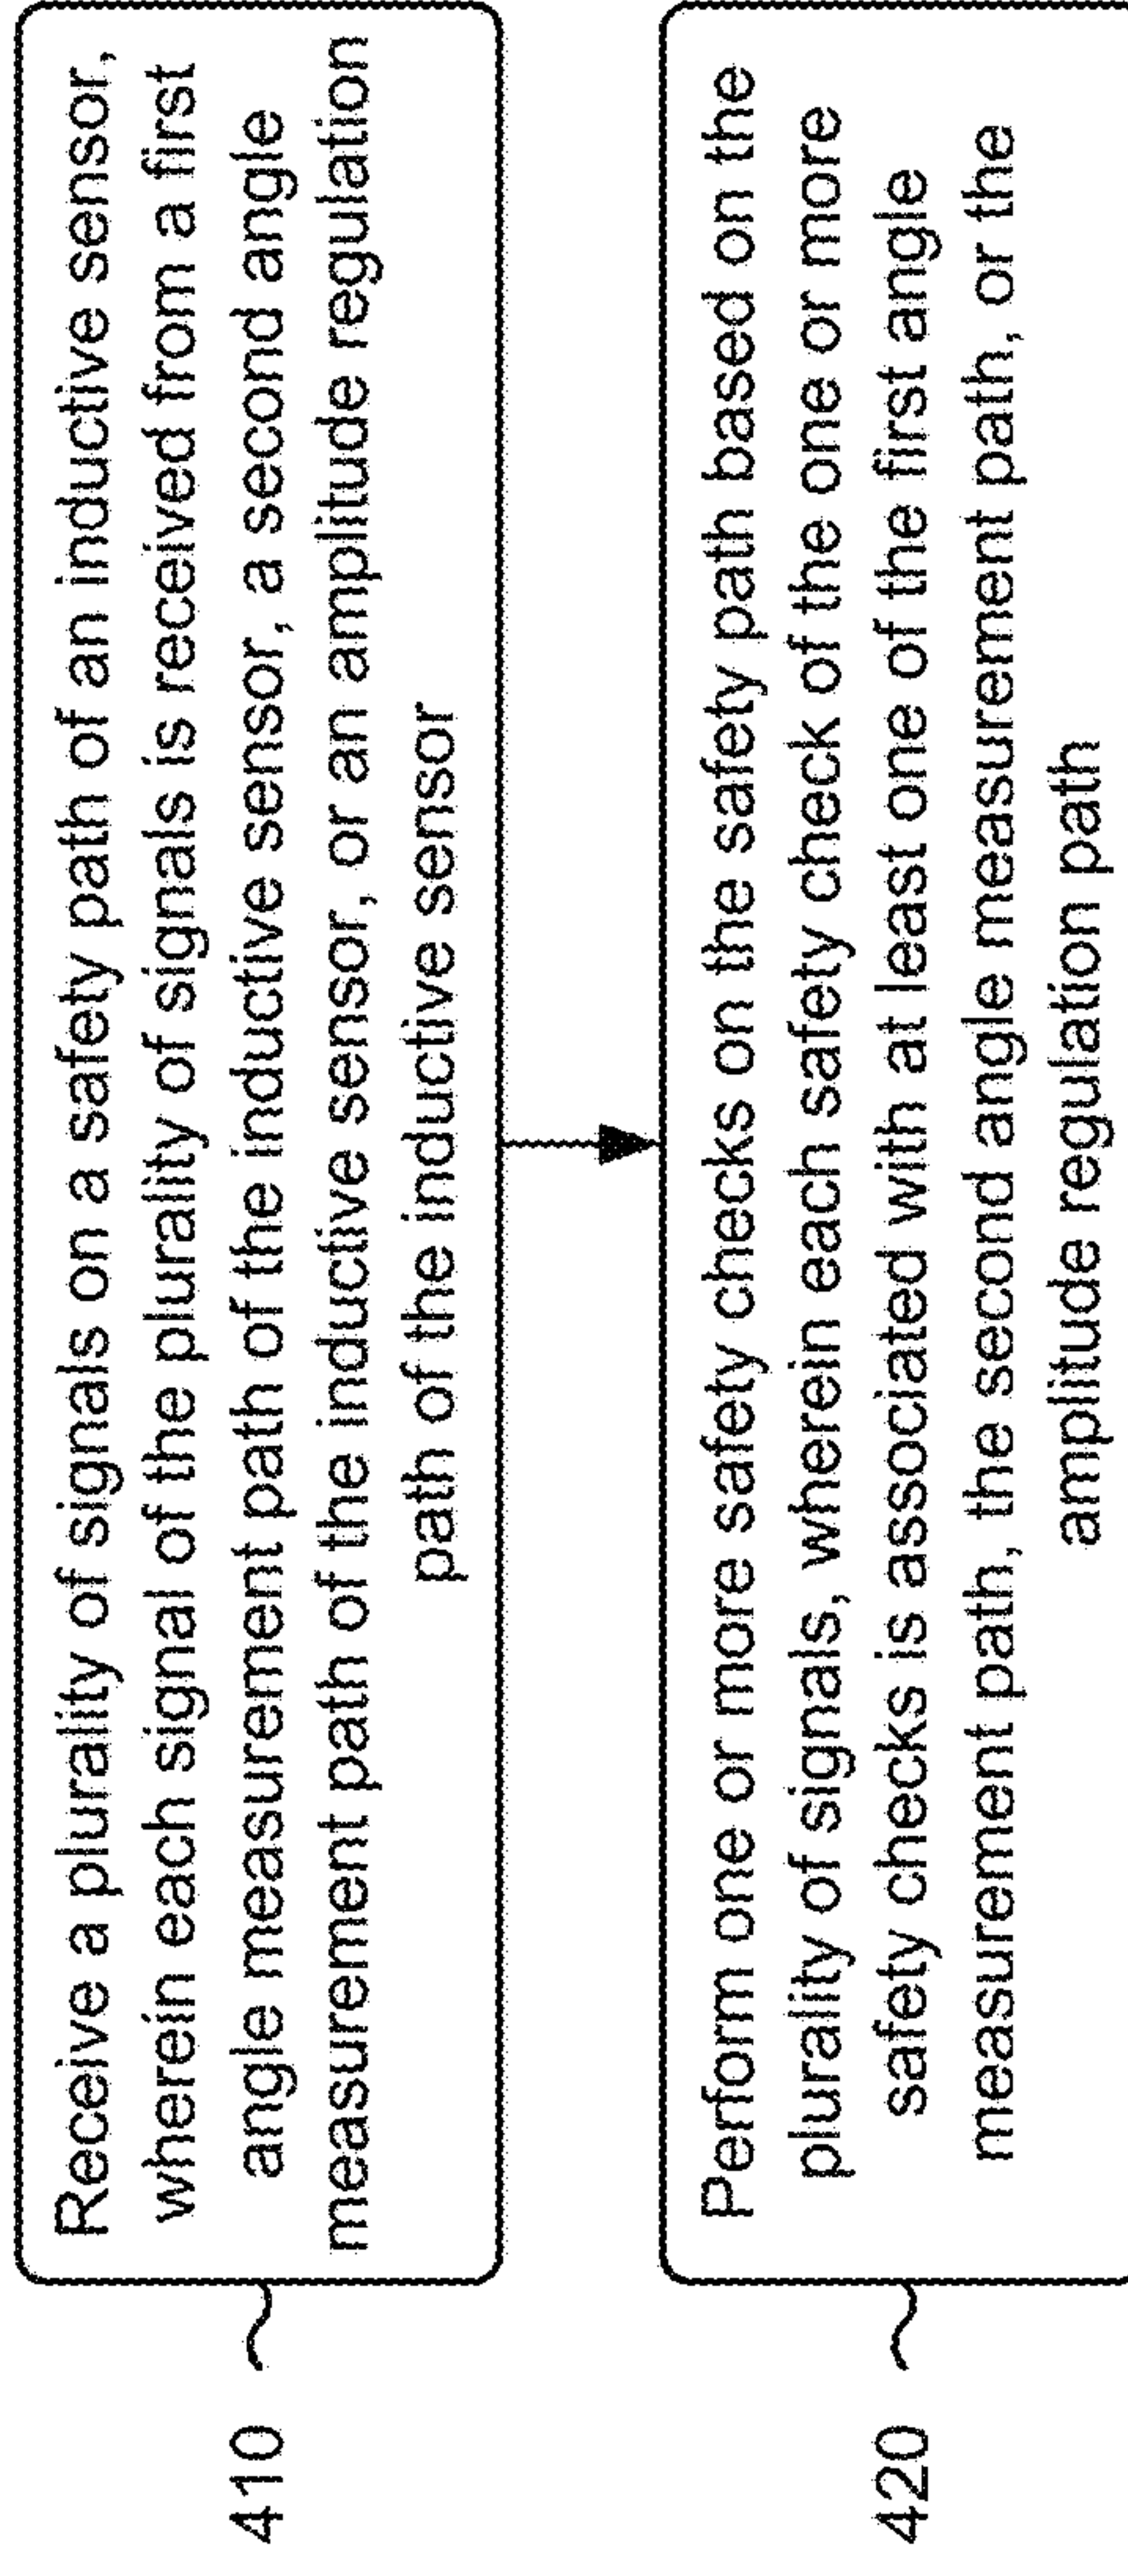 410
Receive a plurality of signals on a safety path of an inductive sensor,
wherein each signal of the plurality of signals is received from a first
angle measurement path of the inductive sensor, a second angle
measurement path of the inductive sensor, or an amplitude regulation
path of the inductive sensor
420
Perform one or more safety checks on the safety path based on the
plurality of signals, wherein each safety check of the one or more
safety checks is associated with at least one of the first angle
measurement path, the second angle measurement path, or the
amplitude regulation path